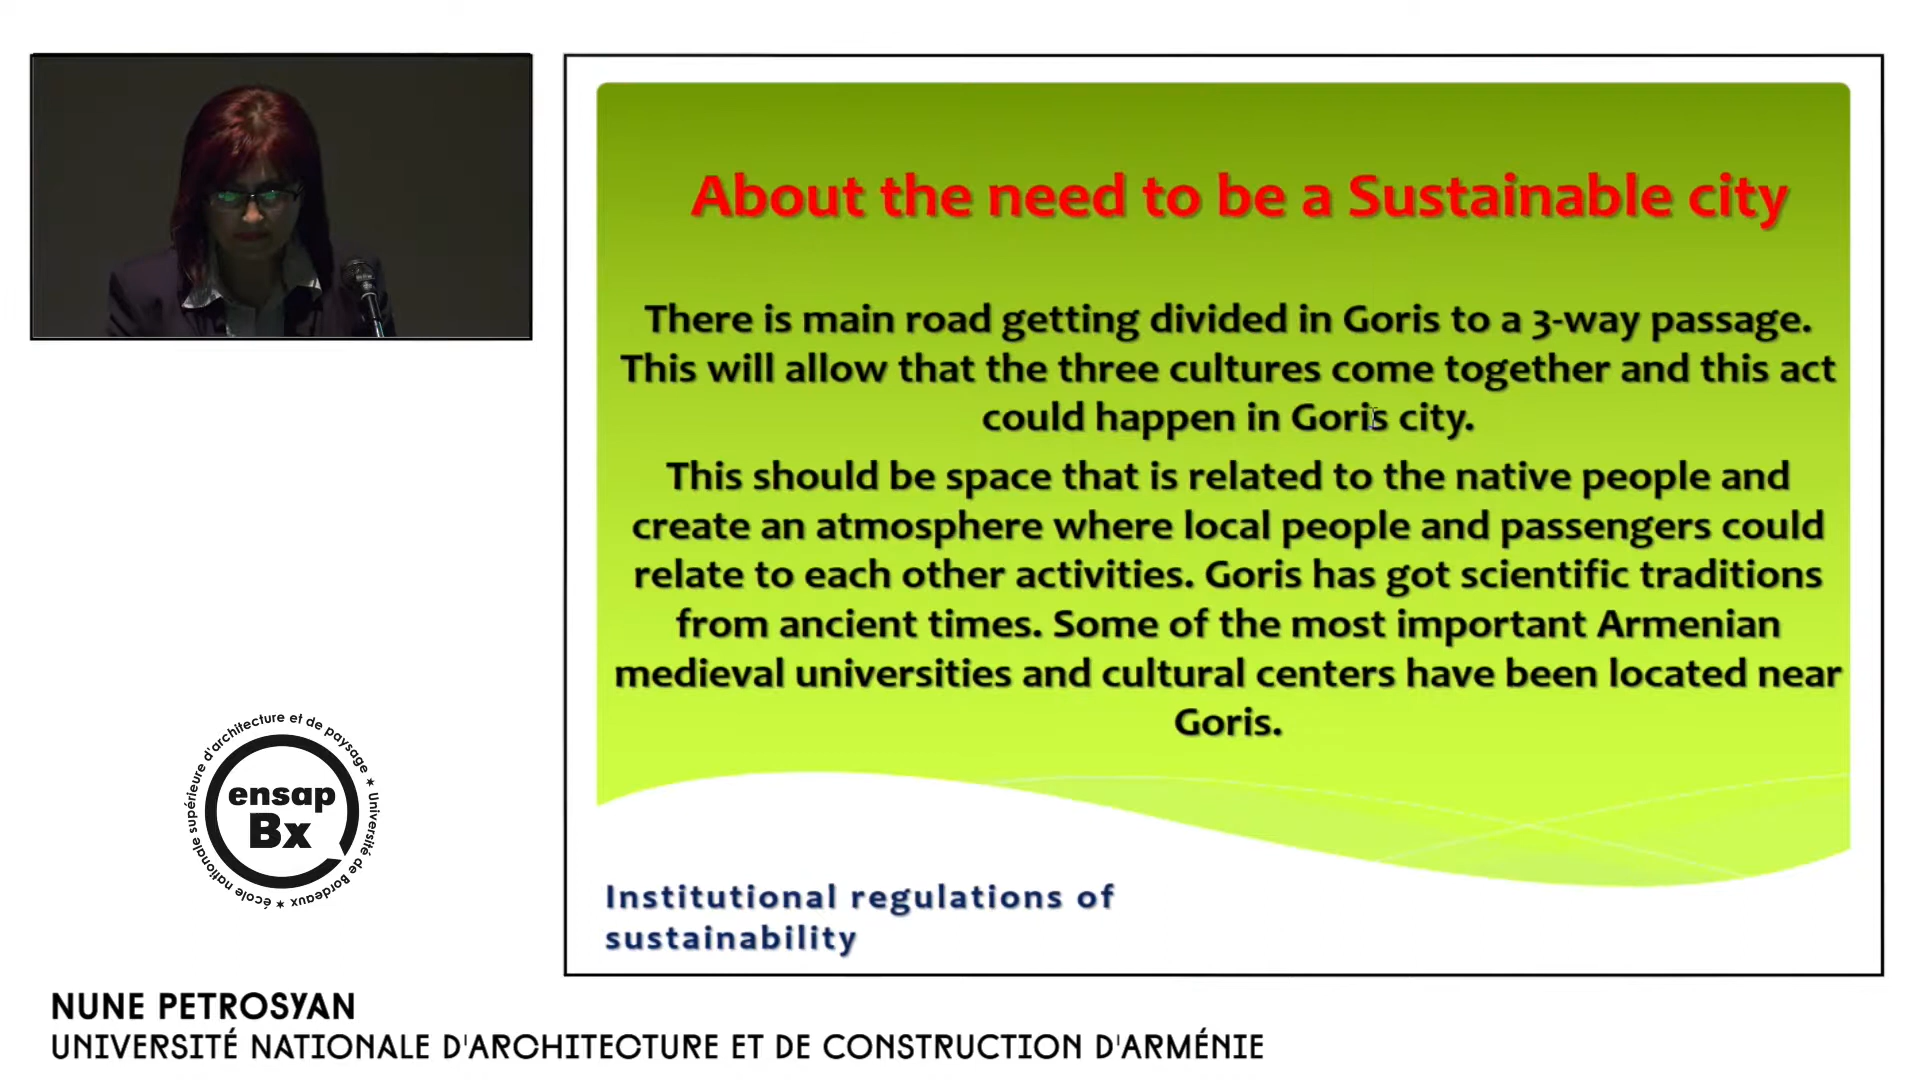 About the need to be a Sustainable city
There is main road getting divided in Goris to a 3-way passage.
This will allow that the three cultures come together and this act
could happen in Goris city.
This should be space that is related to the native people and
create an atmosphere where local people and passengers could
relate to each other activities. Goris has got scientific traditions
from ancient times. Some of the most important Armenian
medieval universities and cultural centers have been located near
Goris.
Institutional regulations of
sustainability
école nationale supérieure d'architecture et de paysage * Université de Bordeaux *
ensap
Bx
NUNE PETROSYAN
UNIVERSITÉ NATIONALE D'ARCHITECTURE ET DE CONSTRUCTION D'ARMÉNIE